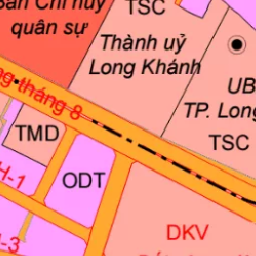 Ban Chỉ huy
quân sự
TSC
Thành uỷ
Long Khánh
UB
TP. Long
TSC
ng tháng 8
TMD
ODT
H-1
H-3
DKV